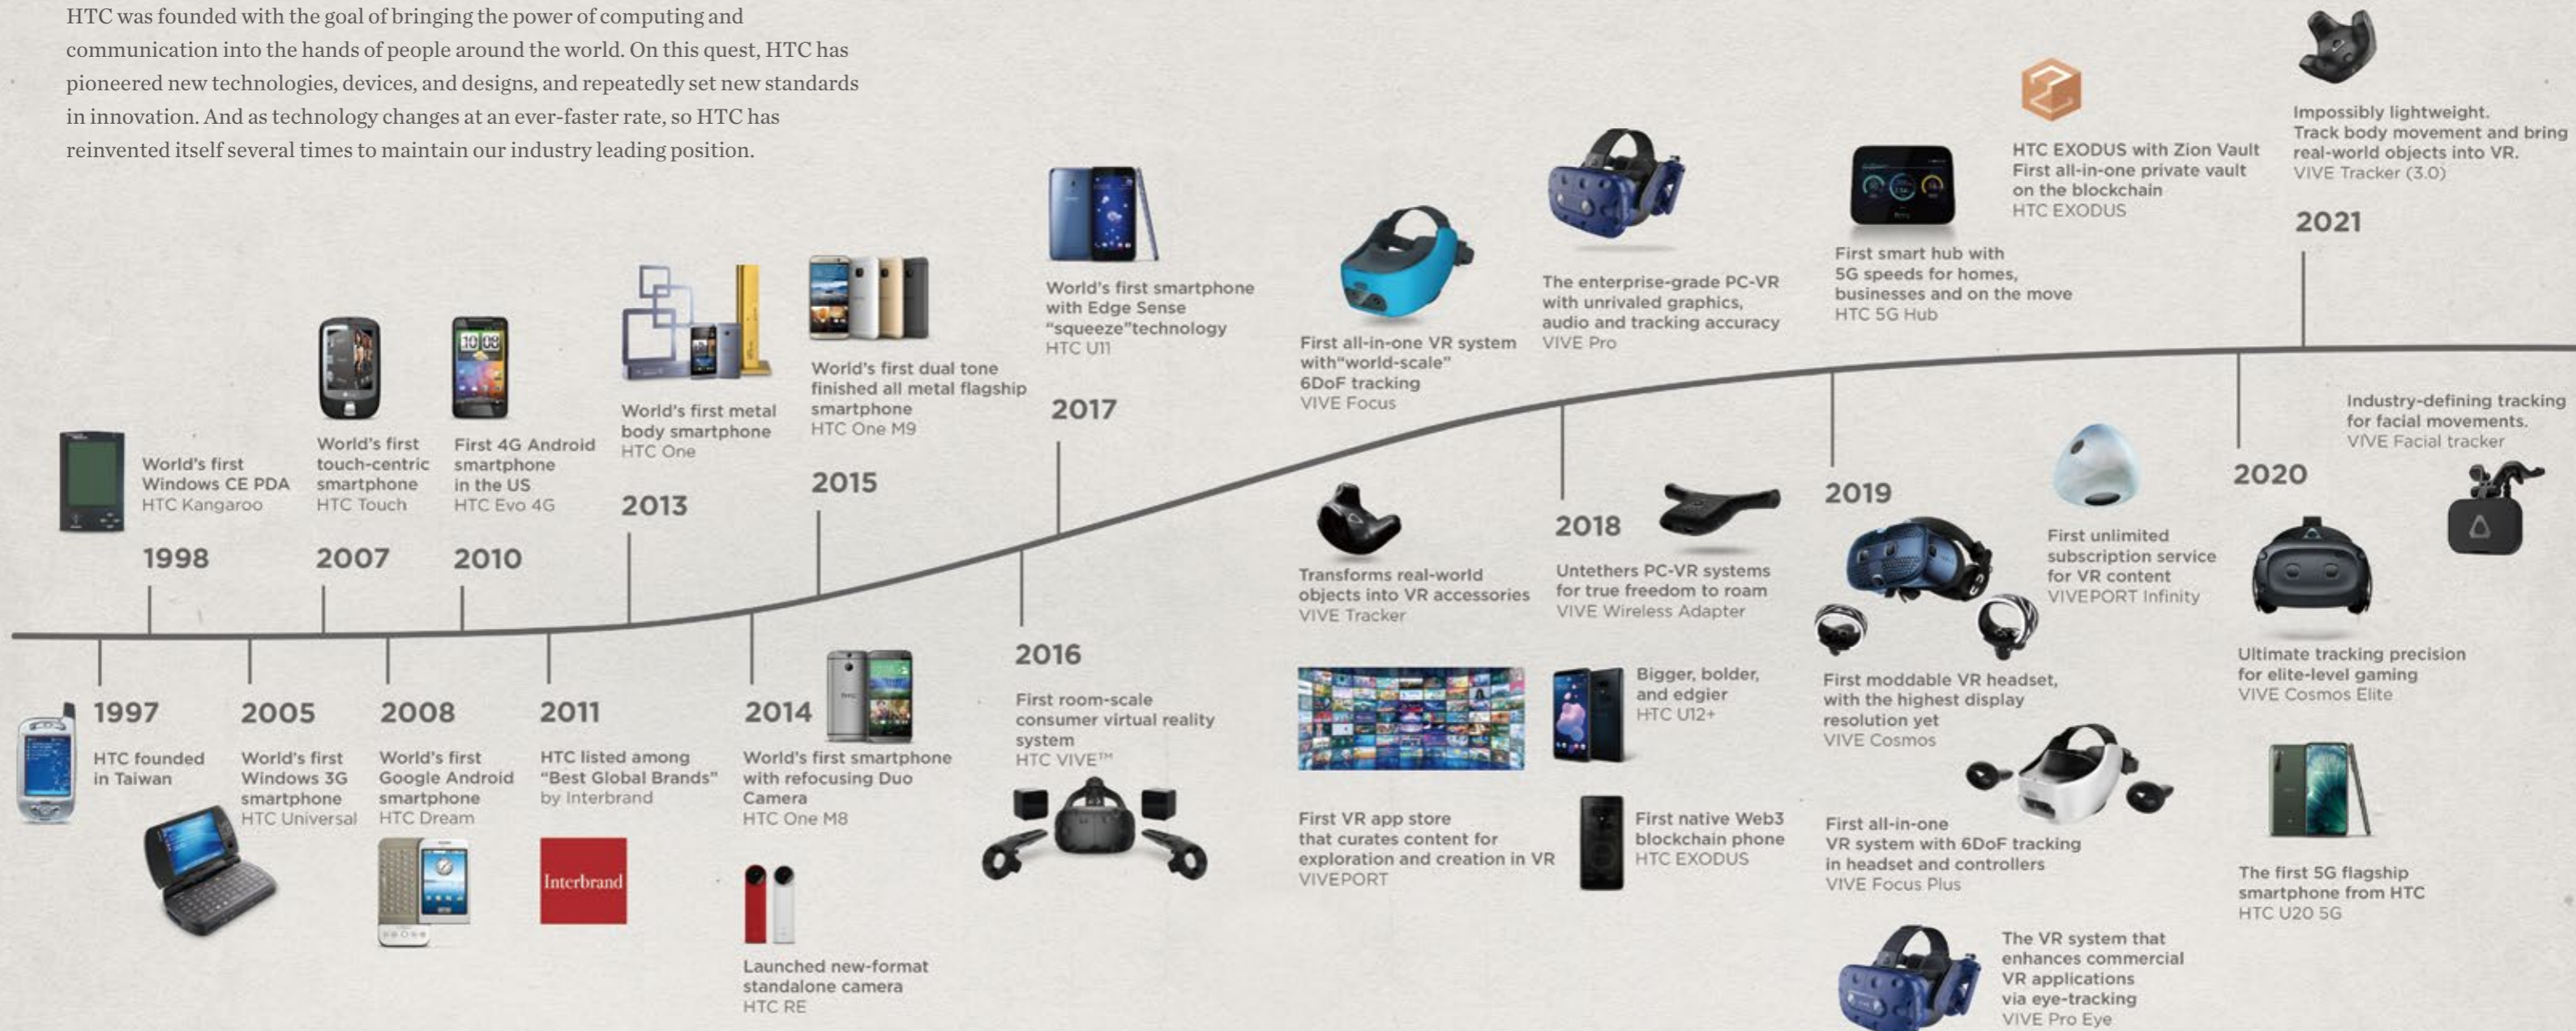 HTC was founded with the goal of bringing the power of computing and
communication into the hands of people around the world. On this quest, HTC has
pioneered new technologies, devices, and designs, and repeatedly set new standards
in innovation. And as technology changes at an ever-faster rate, so HTC has
reinvented itself several times to maintain our industry leading position.
1997
HTC founded
in Taiwan
World's first
Windows CE PDA
HTC Kangaroo
1998
2005
World's first
Windows 3G
smartphone
HTC Universal
World's first
touch-centric
smartphone
HTC Touch
2007
2008
World's first
Google Android
smartphone
HTC Dream
10 08
First 4G Android
smartphone
in the US
HTC Evo 4G
2010
2011
HTC listed among
"Best Global Brands"
by Interbrand
Interbrand
World's first metal
body smartphone
HTC One
2013
2014
World's first smartphone
with refocusing Duo
Camera
HTC One M8
Launched new-format
standalone camera
HTC RE
World's first dual tone
finished all metal flagship
smartphone
HTC One M9
2015
2016
First room-scale
consumer virtual reality
system
HTC VIVE™
World's first smartphone
with Edge Sense
"squeeze"technology
HTC U11
2017
First all-in-one VR system
with"world-scale"
6DoF tracking
VIVE Focus
Transforms real-world
objects into VR accessories
VIVE Tracker
First VR app store
that curates content for
exploration and creation in VR
VIVEPORT
The enterprise-grade PC-VR
with unrivaled graphics,
audio and tracking accuracy
VIVE Pro
2018
Untethers PC-VR systems
for true freedom to roam
VIVE Wireless Adapter
Bigger, bolder,
and edgier
HTC U12+
First native Web3
blockchain phone
HTC EXODUS
First smart hub with
5G speeds for homes,
businesses and on the move
HTC 5G Hub
HTC EXODUS with Zion Vault
First all-in-one private vault
on the blockchain
HTC EXODUS
2019
First moddable VR headset,
with the highest display
resolution yet
VIVE Cosmos
First unlimited
subscription service
for VR content
VIVEPORT Infinity
First all-in-one
VR system with 6DoF tracking
in headset and controllers
VIVE Focus Plus
The VR system that
enhances commercial
VR applications
via eye-tracking
VIVE Pro Eye
2020
Ultimate tracking precision
for elite-level gaming
VIVE Cosmos Elite
The first 5G flagship
smartphone from HTC
HTC U20 5G
Impossibly lightweight.
Track body movement and bring
real-world objects into VR.
VIVE Tracker (3.0)
2021
Industry-defining tracking
for facial movements.
VIVE Facial tracker